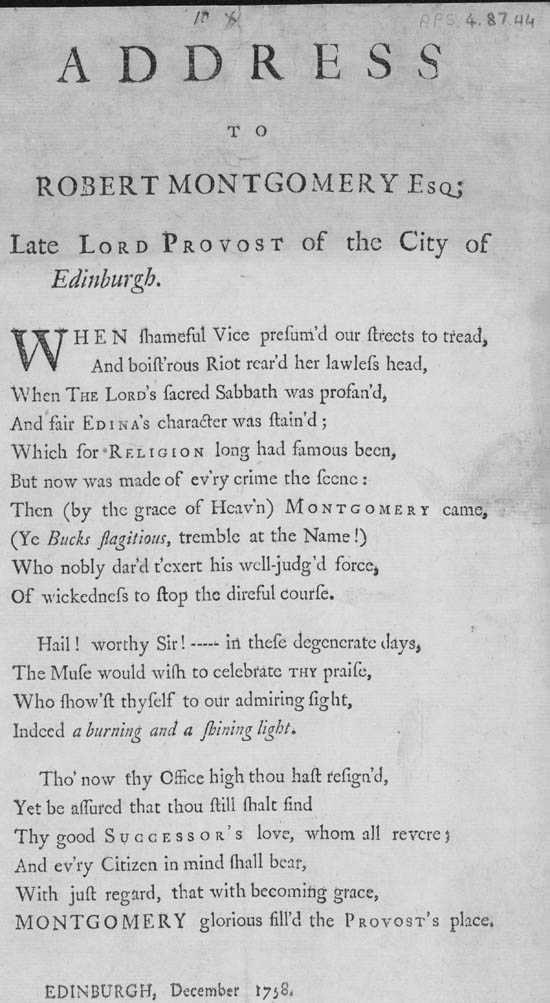 10 X
APS. 4.87.44
ADDRESS
TO
ROBERT MONTGOMERY Esq;
Late LORD PROVOST of the City of
Edinburgh.
WHEN ſhameful Vice preſum'd our ſtreets to tread,
And boiſt'rous Riot rear'd her lawleſs head,
When THE LORD's ſacred Sabbath was profan'd,
And fair EDINA's character was ſtain'd;
Which for RELIGION long had famous been,
But now was made of ev'ry crime the ſcene:
Then (by the grace of Heav'n) MONTGOMERY came,
(Ye Bucks flagitious, tremble at the Name!)
Who nobly dar'd t'exert his well-judg'd force,
Of wickedneſs to ſtop the direful courſe.
Hail! worthy Sir! ----- in theſe degenerate days,
The Muſe would wiſh to celebrate THY praiſe,
Who ſhow'ſt thyſelf to our admiring ſight,
Indeed a burning and a ſhining light.
Tho' now thy Office high thou haſt reſign'd,
Yet be aſſured that thou ſtill ſhalt find
Thy good SUCCESSOR's love, whom all revere;
And ev'ry Citizen in mind ſhall bear,
With juſt regard, that with becoming grace,
MONTGOMERY glorious fill'd the PROVOST's place.
EDINBURGH, December 1758.